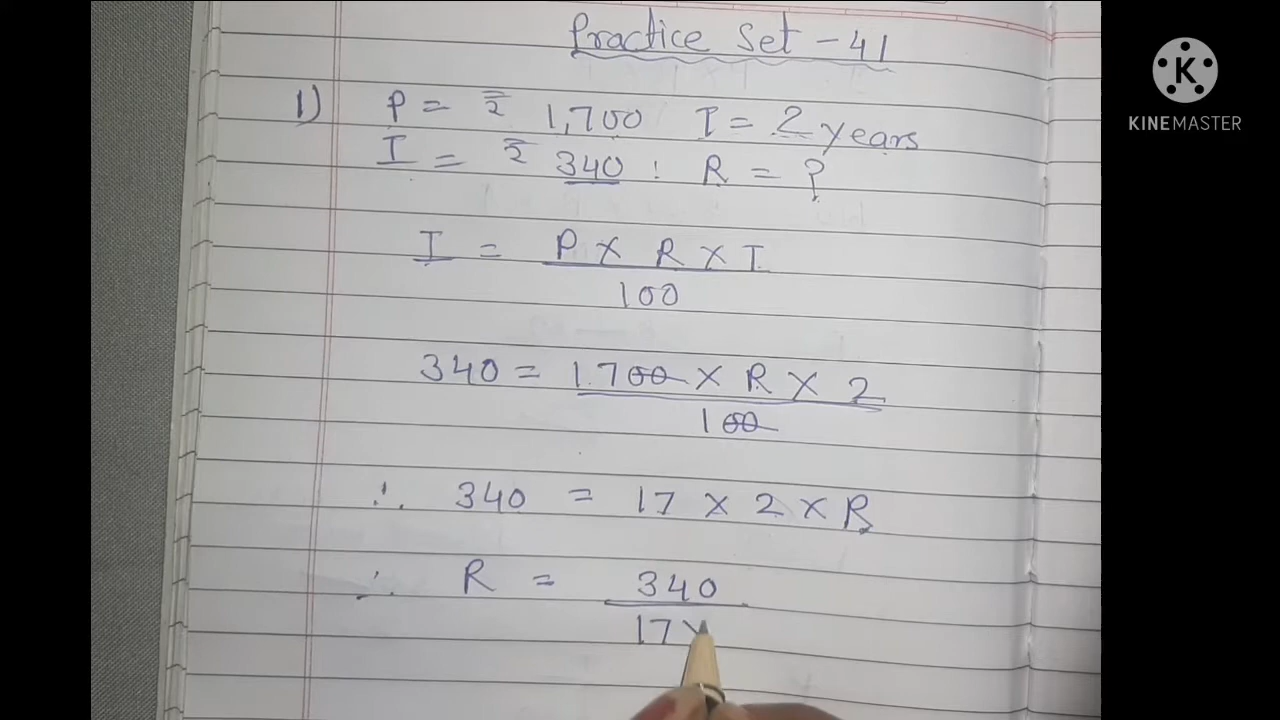 Practice Set - 41
1) P = ₹ 1,700 T = 2 years
I = ₹ 340 : R = ?
I = P × R × T
100
340 = 1700 × R × 2
100
∴ 340 = 17 × 2 × R
∴ R = 340
17 ×
K
KINEMASTER